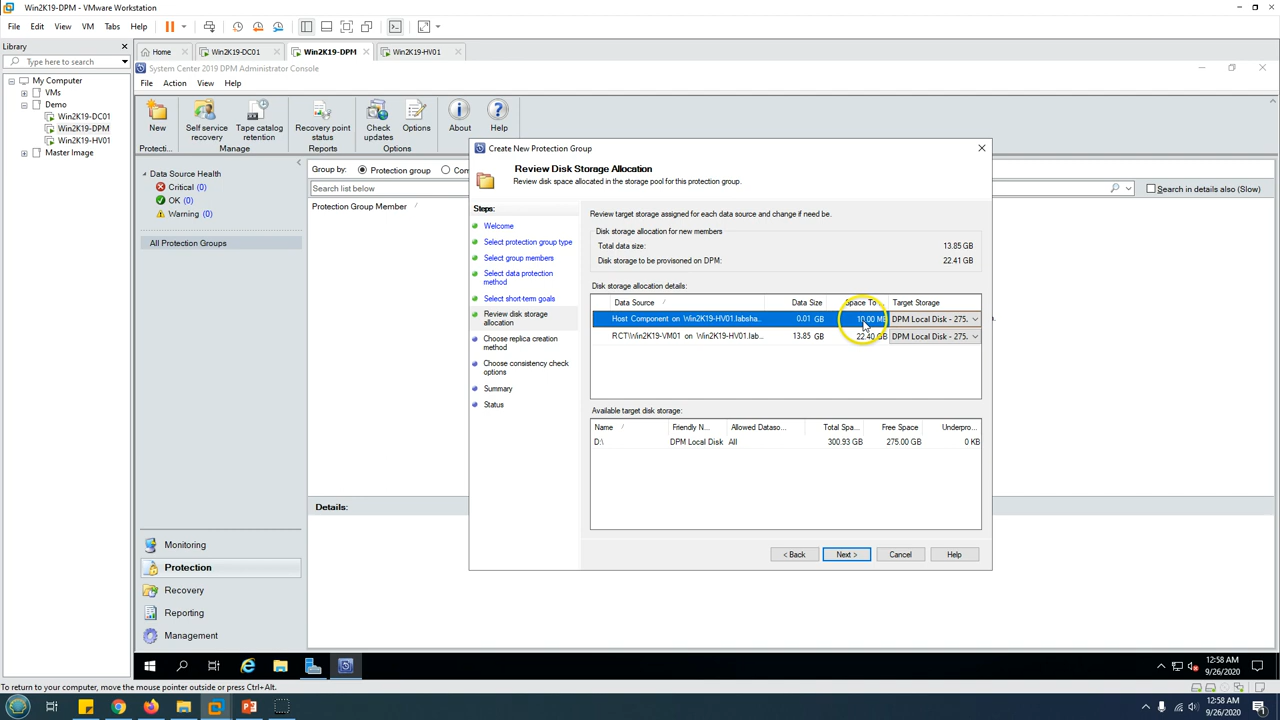 Win2K19-DPM - VMware Workstation
File Edit View VM Tabs Help
Library
Type here to search
My Computer
VMs
Demo
Win2K19-DC01
Win2K19-DPM
Win2K19-HV01
Master Image
Home Win2K19-DC01 Win2K19-DPM Win2K19-HV01
System Center 2019 DPM Administrator Console
File Action View Help
New
Protecti...
Self service recovery
Tape catalog retention
Manage
Recovery point status
Reports
Check updates
Options
Options
About
Help
Help
Data Source Health
Critical (0)
OK (0)
Warning (0)
All Protection Groups
Group by: Protection group Com
Search list below
Search in details also (Slow)
Protection Group Member
Details:
Monitoring
Protection
Recovery
Reporting
Management
Create New Protection Group
Review Disk Storage Allocation
Review disk space allocated in the storage pool for this protection group.
Steps:
Welcome
Select protection group type
Select group members
Select data protection
method
Select short-term goals
Review disk storage
allocation
Choose replica creation
method
Choose consistency check
options
Summary
Status
Review target storage assigned for each data source and change if need be.
Disk storage allocation for new members
Total data size: 13.85 GB
Disk storage to be provisioned on DPM: 22.41 GB
Disk storage allocation details:
Data Source Data Size Space To ... Target Storage
Host Component on Win2K19-HV01.labsha.. 0.01 GB 10.00 MB DPM Local Disk - 275.
RCT\Win2K19-VM01 on Win2K19-HV01.lab... 13.85 GB 22.40 GB DPM Local Disk - 275.
Available target disk storage:
Name Friendly N... Allowed Dataso... Total Spa... Free Space Underpro...
D:\ DPM Local Disk All 300.93 GB 275.00 GB 0 KB
< Back Next > Cancel Help
12:58 AM
9/26/2020
To return to your computer, move the mouse pointer outside or press Ctrl+Alt.
12:58 AM
9/26/2020